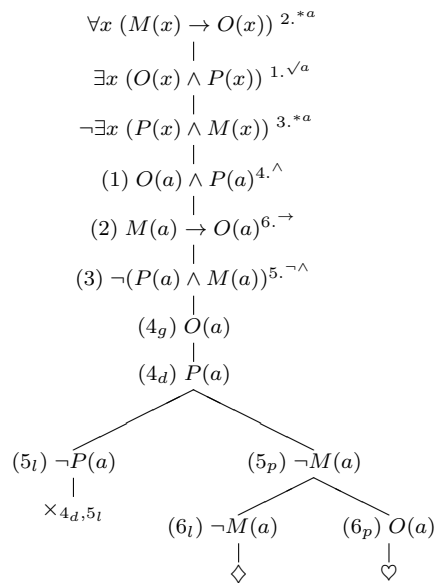 ∀x (M(x) → O(x)) 2.*a
∃x (O(x) ∧ P(x)) 1.√a
¬∃x (P(x) ∧ M(x)) 3.*a
(1) O(a) ∧ P(a)4.∧
(2) M(a) → O(a)6.→
(3) ¬(P(a) ∧ M(a))5.¬∧
(4g) O(a)
(4d) P(a)
(5l) ¬P(a) (5p) ¬M(a)
×4d,5l
(6l) ¬M(a) (6p) O(a)
♢ ♡